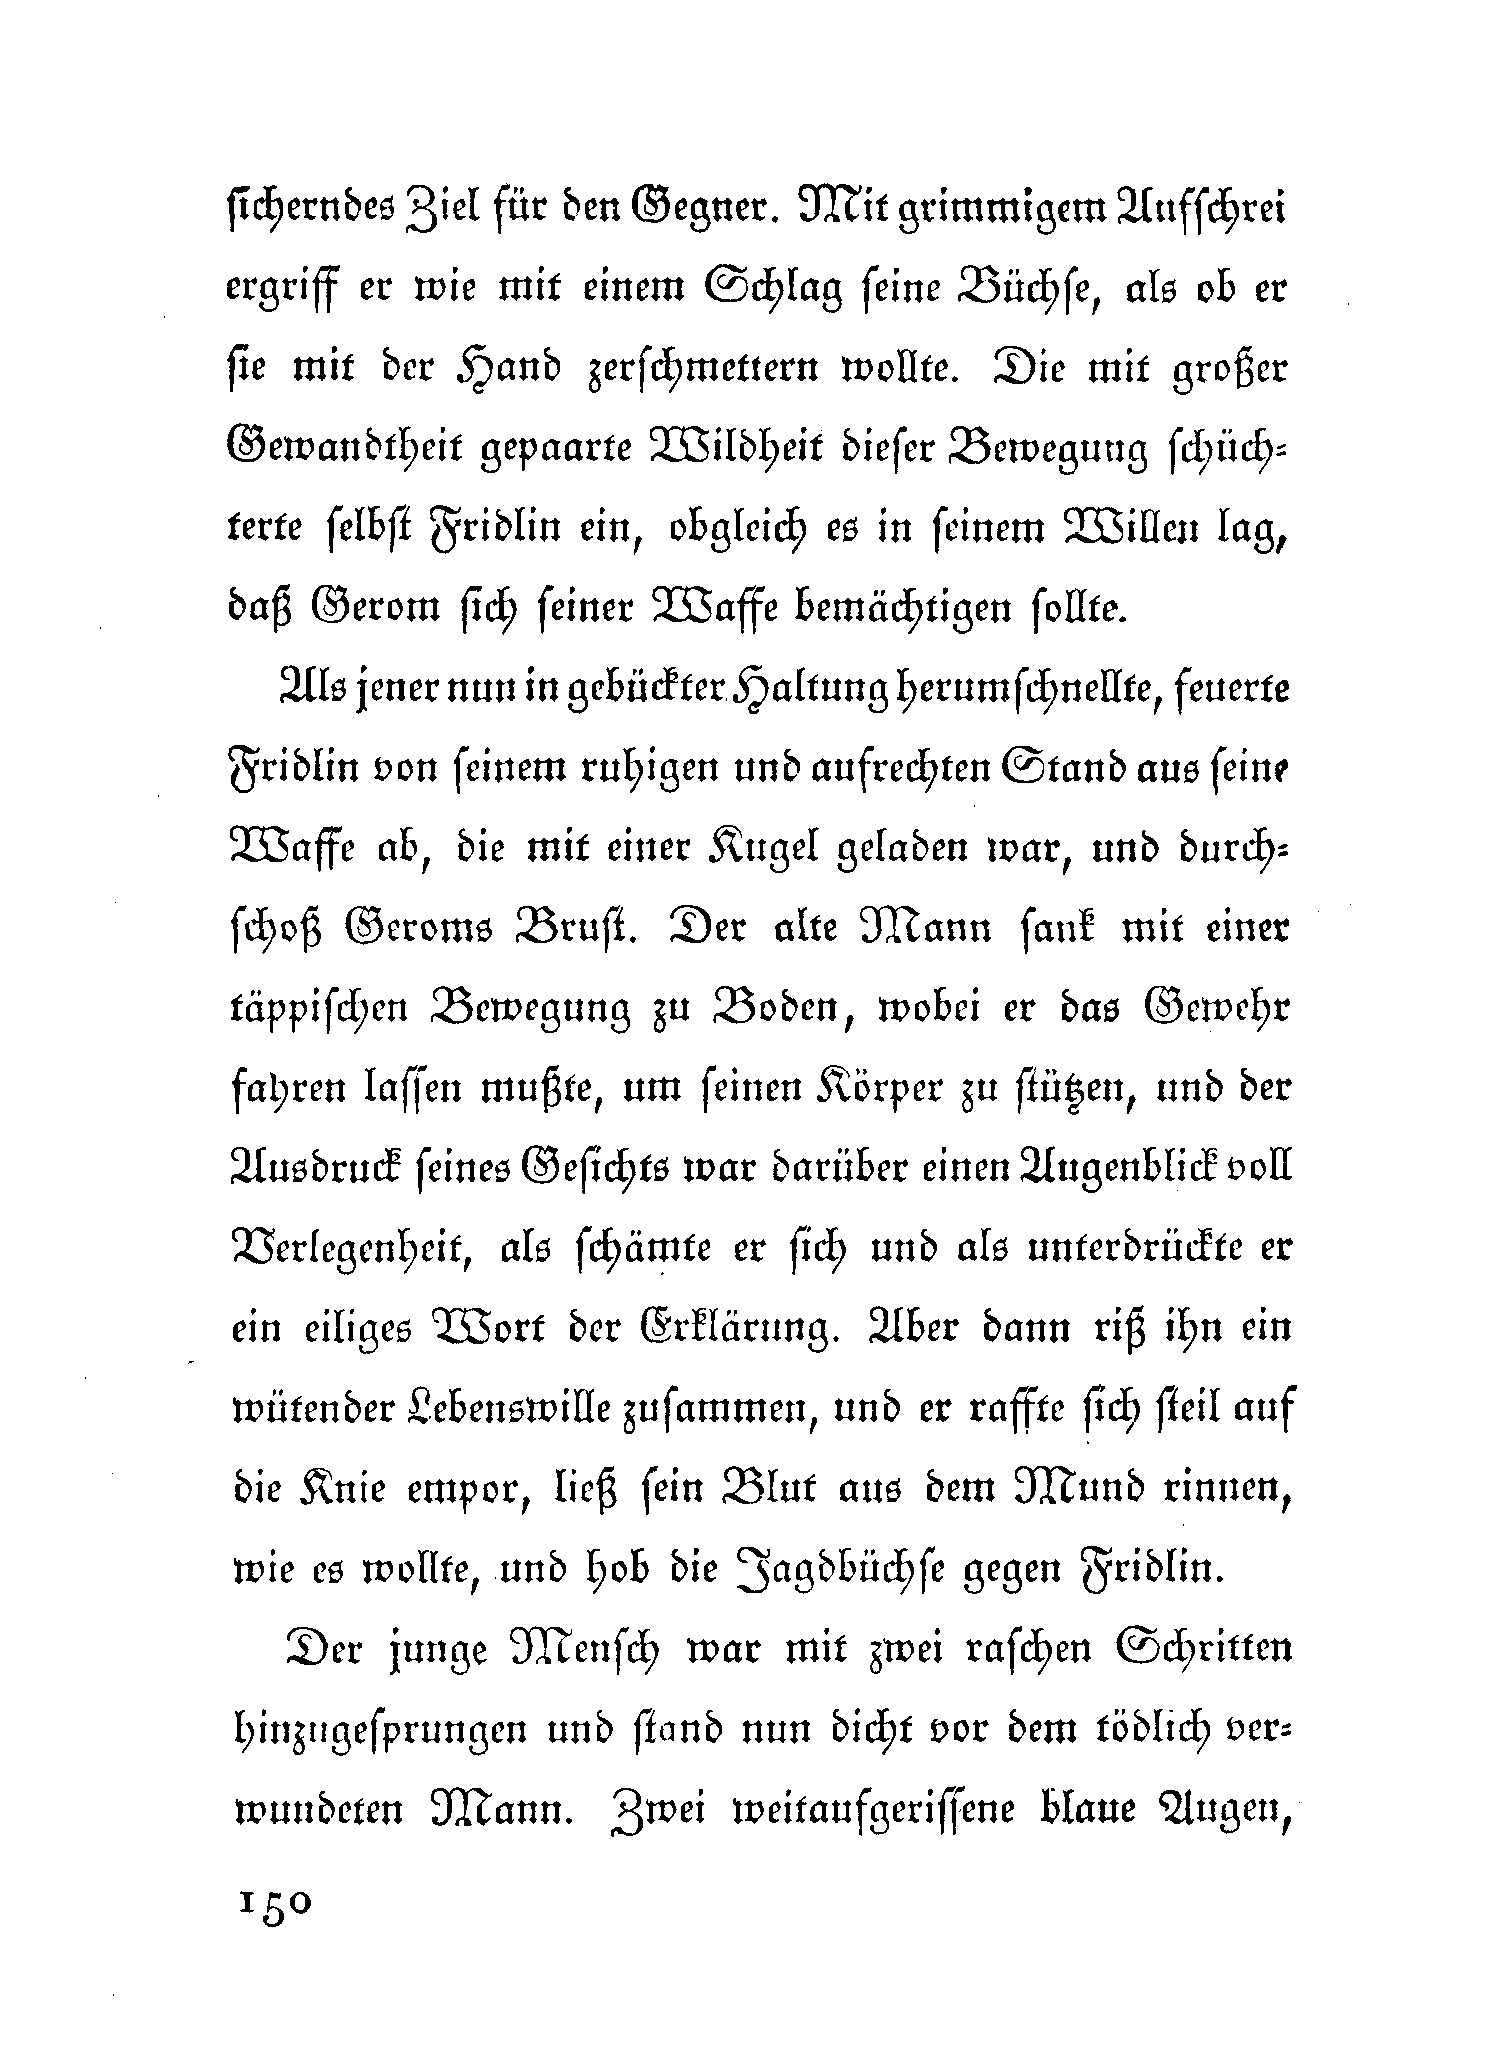 sicherndes Ziel für den Gegner. Mit grimmigem Aufschrei
ergriff er wie mit einem Schlag seine Büchse, als ob er
sie mit der Hand zerschmettern wollte. Die mit großer
Gewandtheit gepaarte Wildheit dieser Bewegung schüch-
terte selbst Fridlin ein, obgleich es in seinem Willen lag,
daß Gerom sich seiner Waffe bemächtigen sollte.
Als jener nun in gebückter Haltung herumschnellte, feuerte
Fridlin von seinem ruhigen und aufrechten Stand aus seine
Waffe ab, die mit einer Kugel geladen war, und durch-
schoß Geroms Brust. Der alte Mann sank mit einer
täppischen Bewegung zu Boden, wobei er das Gewehr
fahren lassen mußte, um seinen Körper zu stützen, und der
Ausdruck seines Gesichts war darüber einen Augenblick voll
Verlegenheit, als schämte er sich und als unterdrückte er
ein eiliges Wort der Erklärung. Aber dann riß ihn ein
wütender Lebenswille zusammen, und er raffte sich steil auf
die Knie empor, ließ sein Blut aus dem Mund rinnen,
wie es wollte, und hob die Jagdbüchse gegen Fridlin.
Der junge Mensch war mit zwei raschen Schritten
hinzugesprungen und stand nun dicht vor dem tödlich ver-
wundeten Mann. Zwei weitaufgerissene blaue Augen,
150